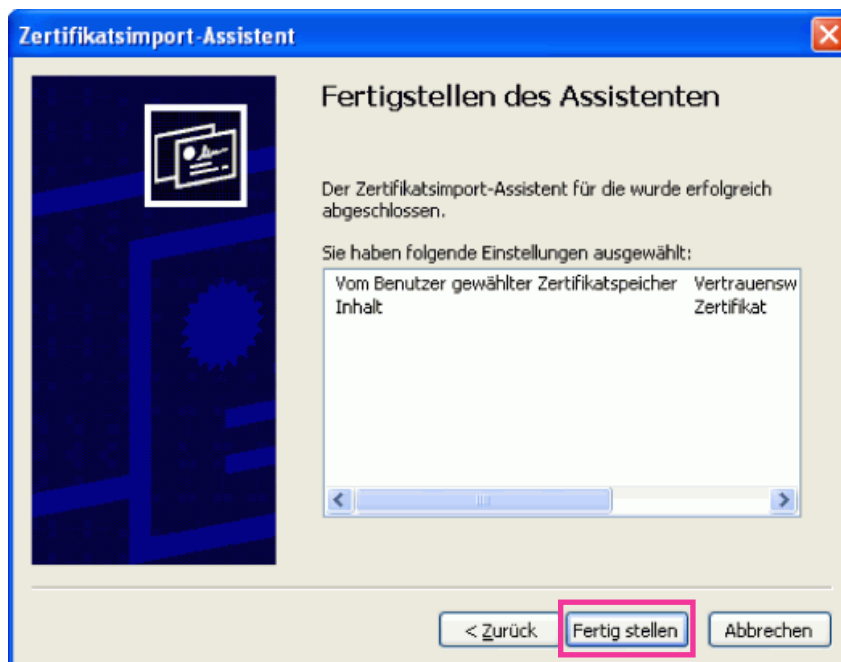 Zertifikatsimport-Assistent
Fertigstellen des Assistenten
Der Zertifikatsimport-Assistent für die wurde erfolgreich
abgeschlossen.
Sie haben folgende Einstellungen ausgewählt:
Vom Benutzer gewählter Zertifikatspeicher Vertrauensw
Inhalt Zertifikat
< Zurück Fertig stellen Abbrechen